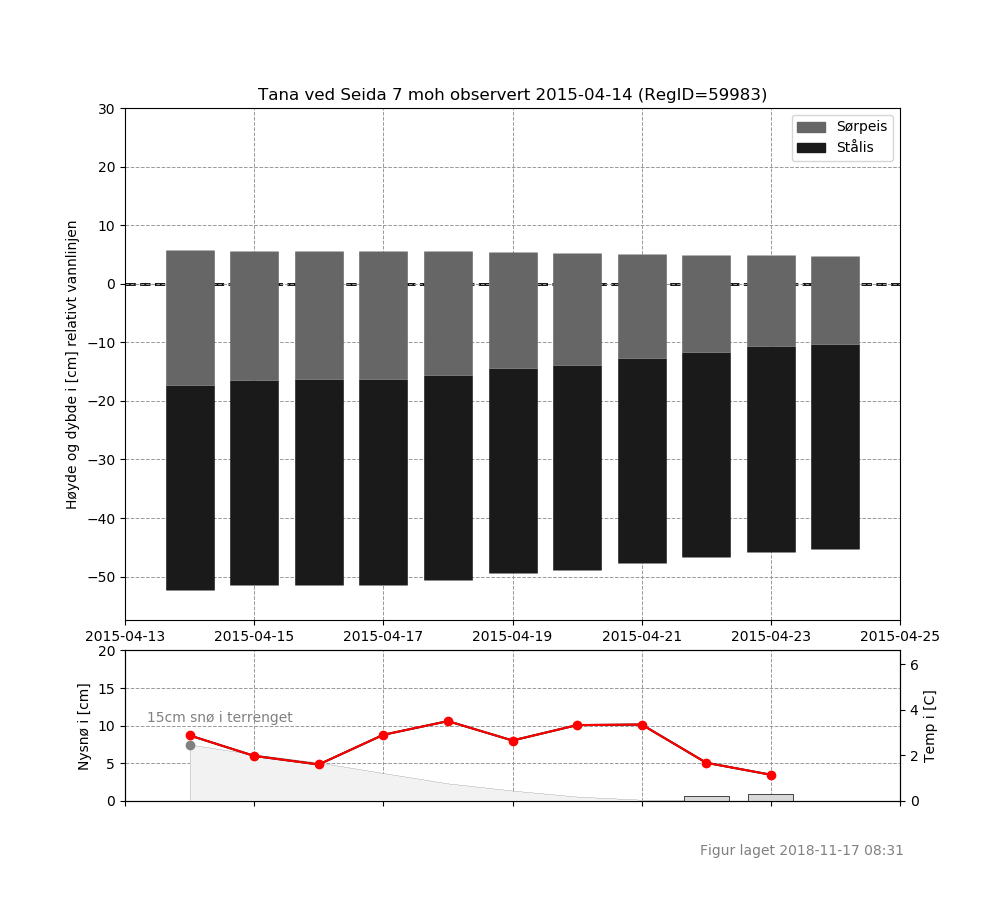 Tana ved Seida 7 moh observert 2015-04-14 (RegID=59983)
Sørpeis
Stålis
Høyde og dybde i [cm] relativt vannlinjen
30
20
10
0
−10
−20
−30
−40
−50
2015-04-13 2015-04-15 2015-04-17 2015-04-19 2015-04-21 2015-04-23 2015-04-25
Nysnø i [cm]
20
15
10
5
0
15cm snø i terrenget
6
4
2
0
Temp i [C]
Figur laget 2018-11-17 08:31